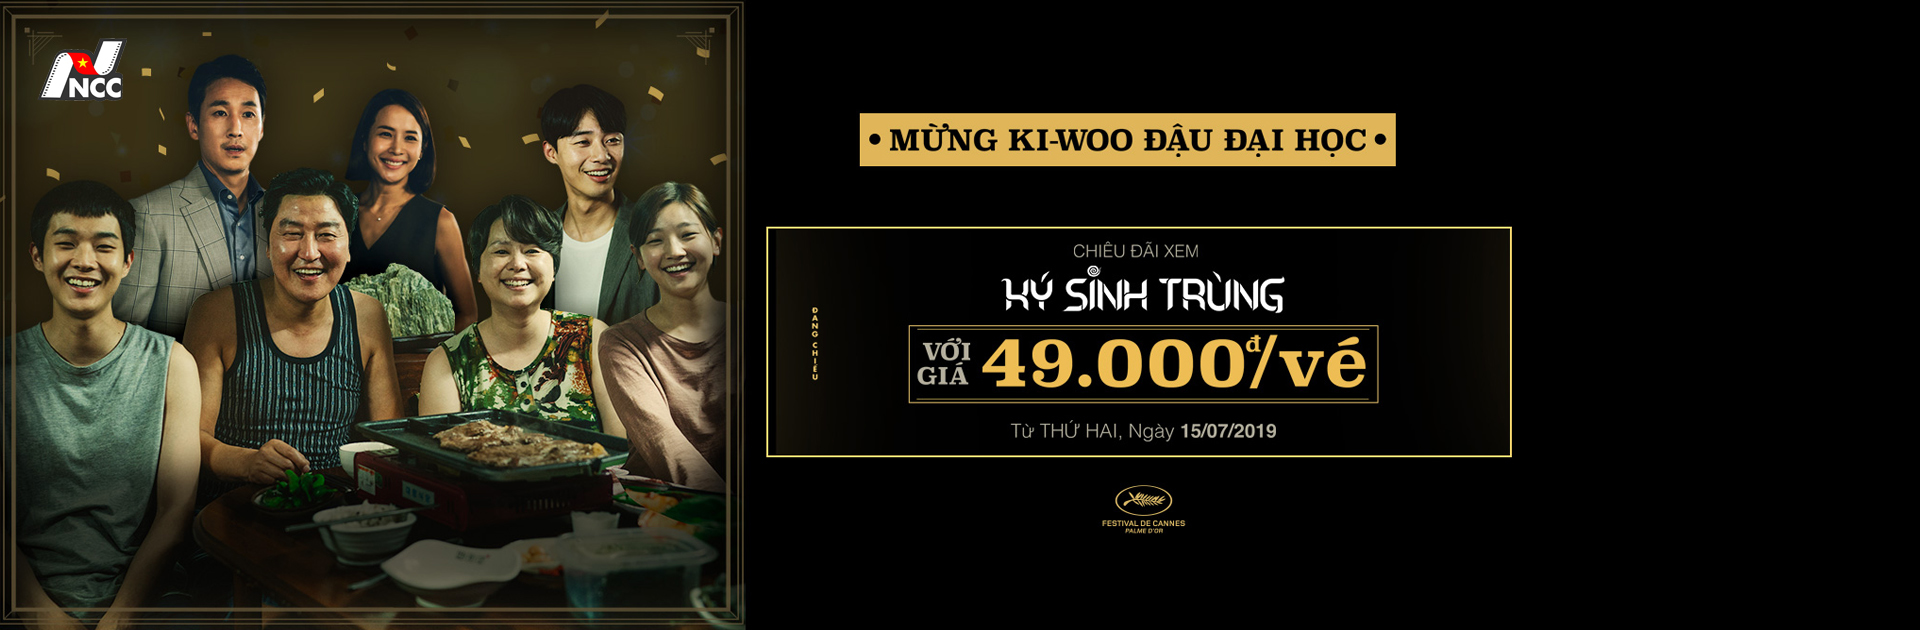 NCC
• MỪNG KI-WOO ĐẬU ĐẠI HỌC •
CHIÊU ĐÃI XEM
KÝ SINH TRÙNG
ĐANG CHIẾU
VỚI GIÁ
49.000đ/vé
Từ THỨ HAI, Ngày 15/07/2019
FESTIVAL DE CANNES
PALME D'OR